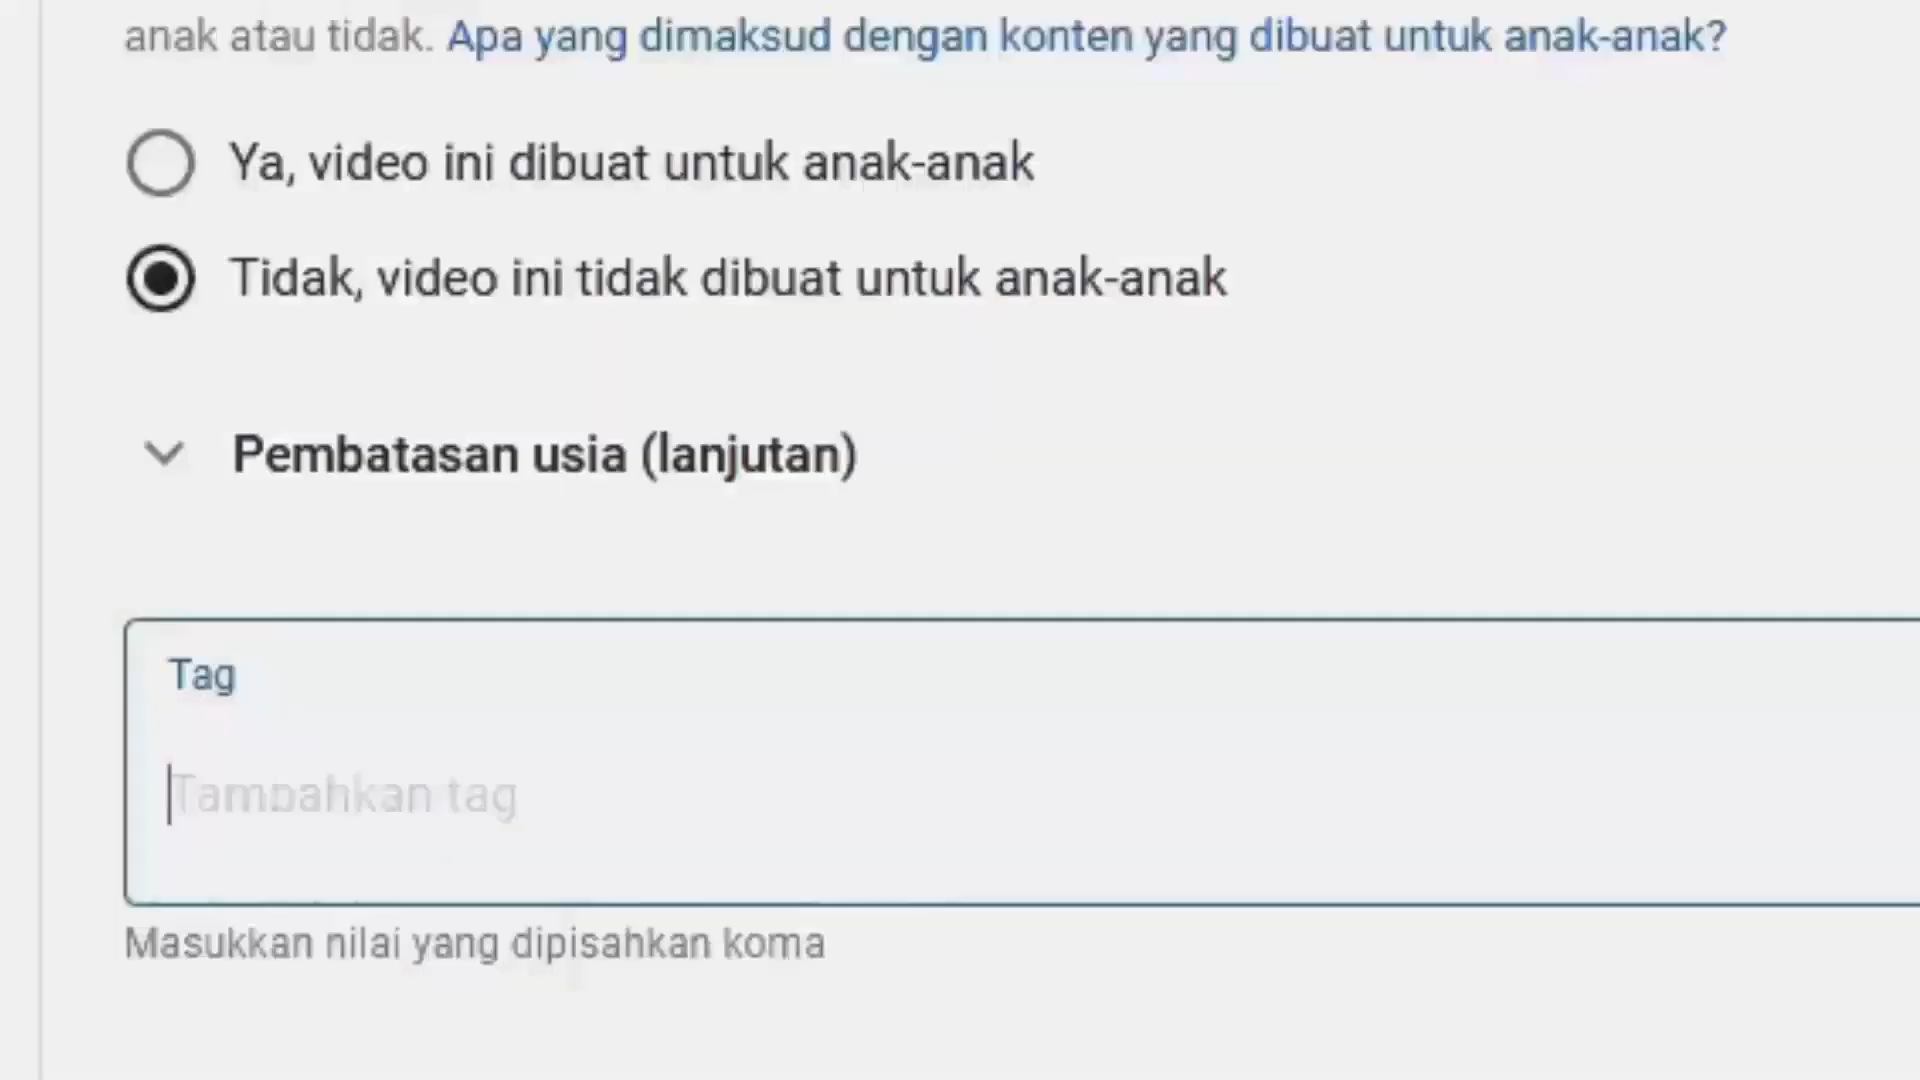 anak atau tidak. Apa yang dimaksud dengan konten yang dibuat untuk anak-anak?
Ya, video ini dibuat untuk anak-anak
Tidak, video ini tidak dibuat untuk anak-anak
Pembatasan usia (lanjutan)
Tag
Tambahkan tag
Masukkan nilai yang dipisahkan koma